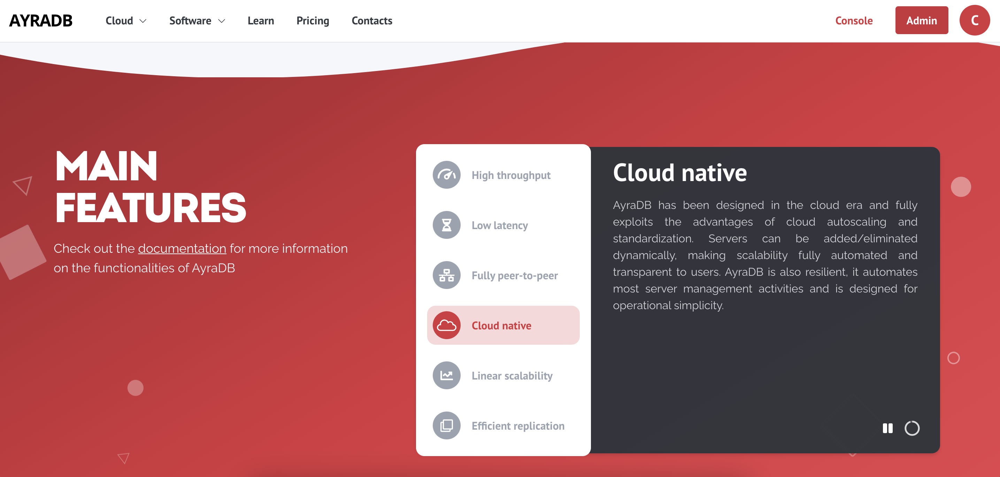 AYRADB
Cloud
Software
Learn
Pricing
Contacts
Console
Admin
C
MAIN
FEATURES
Check out the documentation for more information
on the functionalities of AyraDB
High throughput
Low latency
Fully peer-to-peer
Cloud native
Linear scalability
Efficient replication
Cloud native
AyraDB has been designed in the cloud era and fully
exploits the advantages of cloud autoscaling and
standardization. Servers can be added/eliminated
dynamically, making scalability fully automated and
transparent to users. AyraDB is also resilient, it automates
most server management activities and is designed for
operational simplicity.